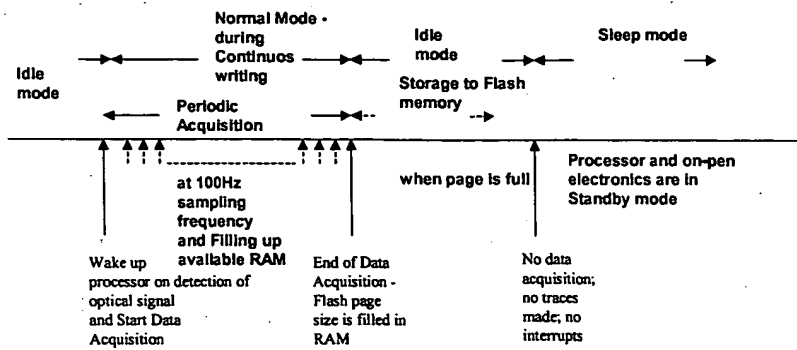 Normal Mode -
during
Continuos
writing
Idle
mode
Sleep mode
Idle
mode
Storage to Flash
memory
Periodic
Acquisition
at 100Hz
sampling
frequency
and Filling up
available RAM
when page is full
Processor and on-pen
electronics are in
Standby mode
Wake up
processor on detection of
optical signal
and Start Data
Acquisition
End of Data
Acquisition -
Flash page
size is filled in
RAM
No data
acquisition;
no traces
made; no
interrupts